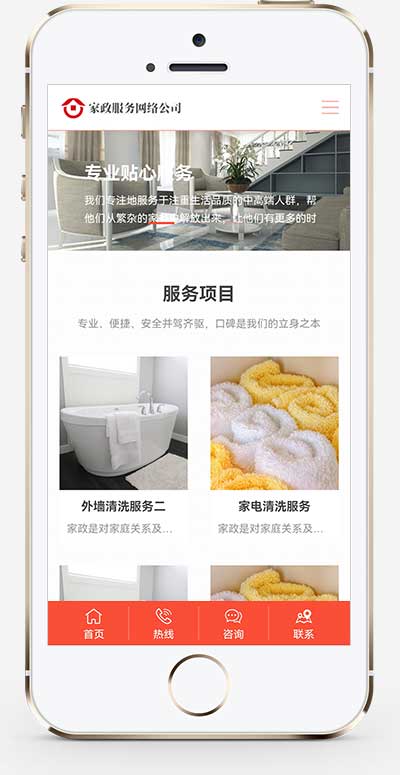 家政服务网络公司
专业贴心服务
我们专注地服务于注重生活品质的中高端人群，帮
他们从繁杂的家务中解放出来，让他们有更多的时
服务项目
专业、便捷、安全并驾齐驱，口碑是我们的立身之本
外墙清洗服务二
家电清洗服务
家政是对家庭关系及...
家政是对家庭关系及...
首页
热线
咨询
联系